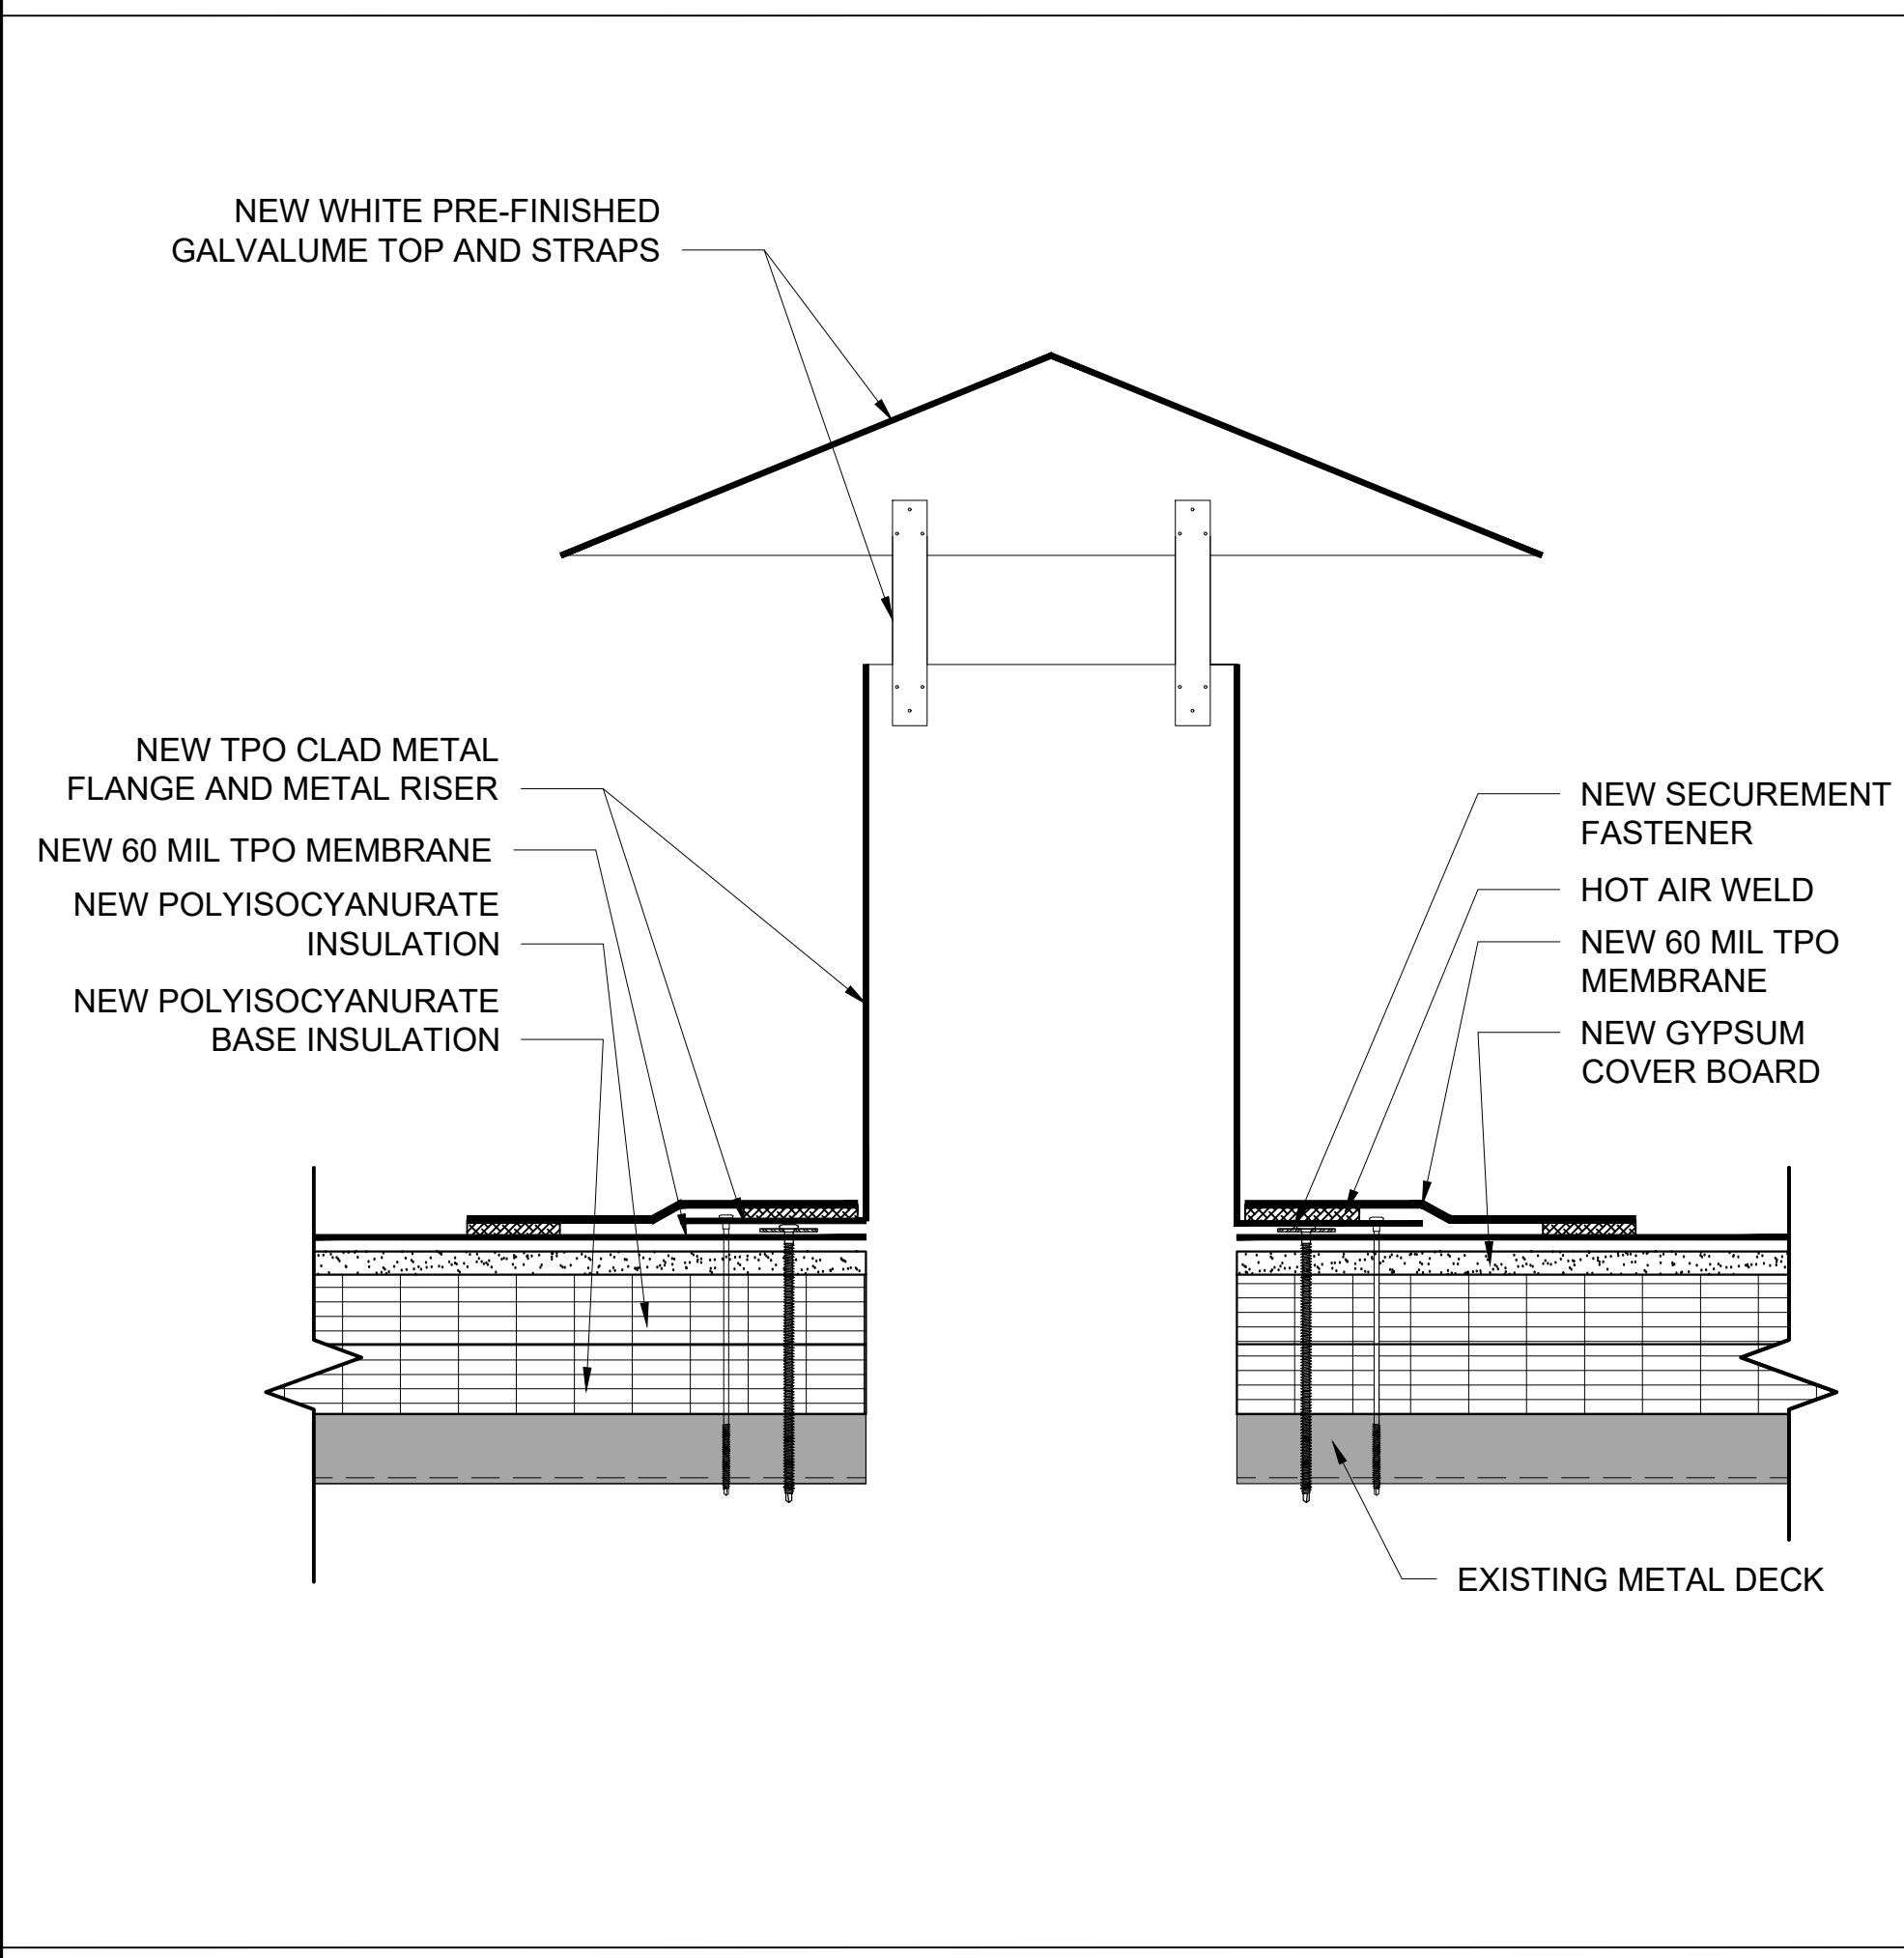 NEW WHITE PRE-FINISHED
GALVALUME TOP AND STRAPS
NEW TPO CLAD METAL
FLANGE AND METAL RISER
NEW 60 MIL TPO MEMBRANE
NEW POLYISOCYANURATE
INSULATION
NEW POLYISOCYANURATE
BASE INSULATION
NEW SECUREMENT
FASTENER
HOT AIR WELD
NEW 60 MIL TPO
MEMBRANE
NEW GYPSUM
COVER BOARD
EXISTING METAL DECK